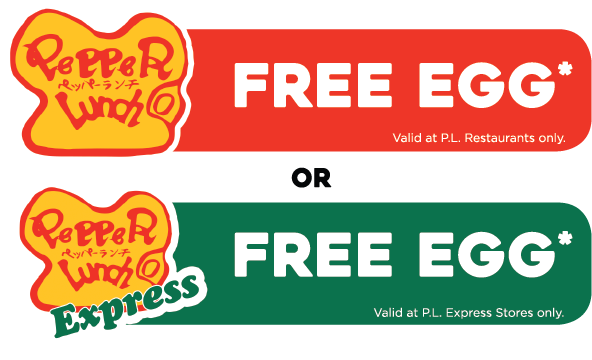 PePPeR
ペッパーランチ
Lunch
FREE EGG*
Valid at P.L. Restaurants only.
OR
PePPeR
ペッパーランチ
Lunch
Express
FREE EGG*
Valid at P.L. Express Stores only.